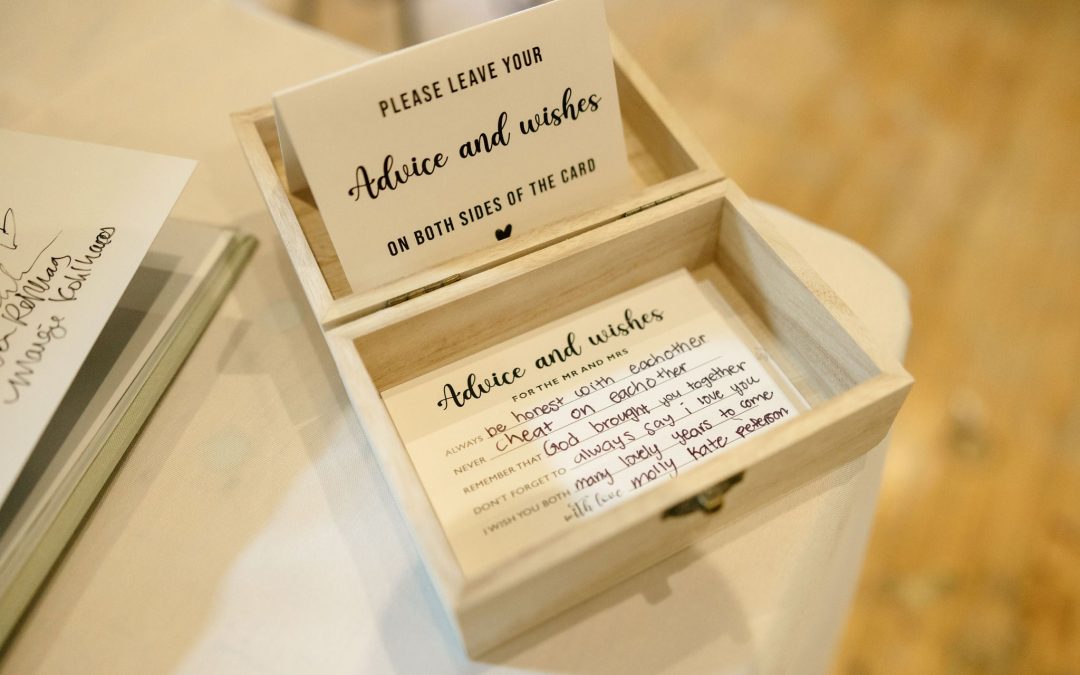 PLEASE LEAVE YOUR
Advice and wishes
ON BOTH SIDES OF THE CARD
Advice and wishes
FOR THE MR AND MRS
ALWAYS be honest with eachother
NEVER cheat on eachother
REMEMBER THAT God brought you together
DON'T FORGET TO always say i love you
I WISH YOU BOTH many lovely years to come
with love molly kate peterson
Margie